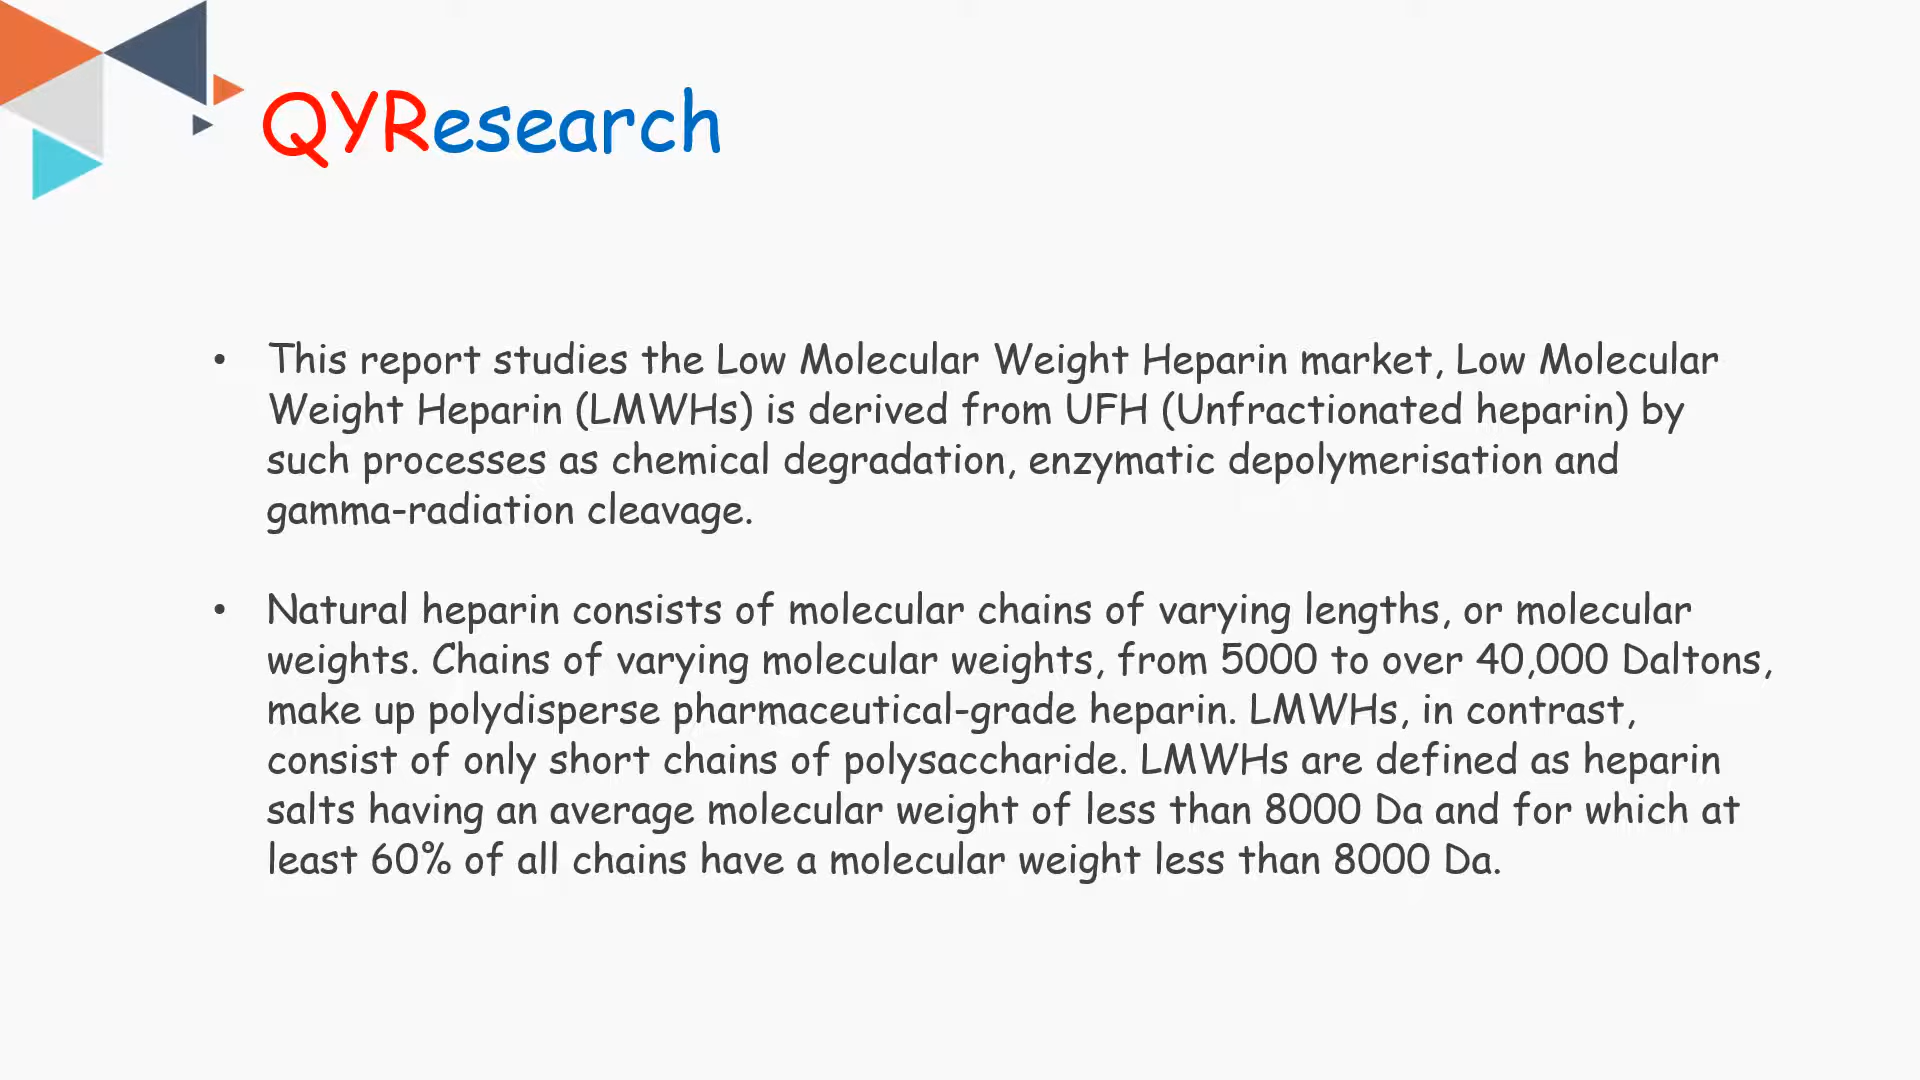 QYResearch
• This report studies the Low Molecular Weight Heparin market, Low Molecular
Weight Heparin (LMWHs) is derived from UFH (Unfractionated heparin) by
such processes as chemical degradation, enzymatic depolymerisation and
gamma-radiation cleavage.
• Natural heparin consists of molecular chains of varying lengths, or molecular
weights. Chains of varying molecular weights, from 5000 to over 40,000 Daltons,
make up polydisperse pharmaceutical-grade heparin. LMWHs, in contrast,
consist of only short chains of polysaccharide. LMWHs are defined as heparin
salts having an average molecular weight of less than 8000 Da and for which at
least 60% of all chains have a molecular weight less than 8000 Da.